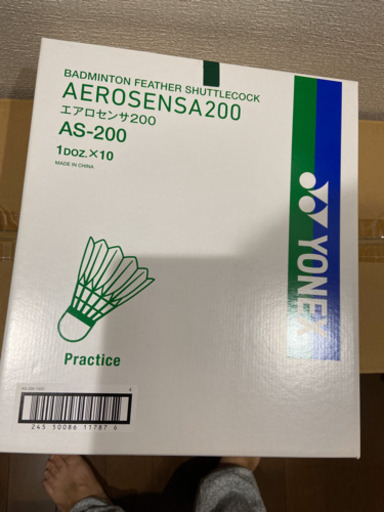 BADMINTON FEATHER SHUTTLECOCK
AEROSENSA200
エアロセンサ200
AS-200
1DOZ.×10
MADE IN CHINA
YONEX
Practice
245 50086 11787 6